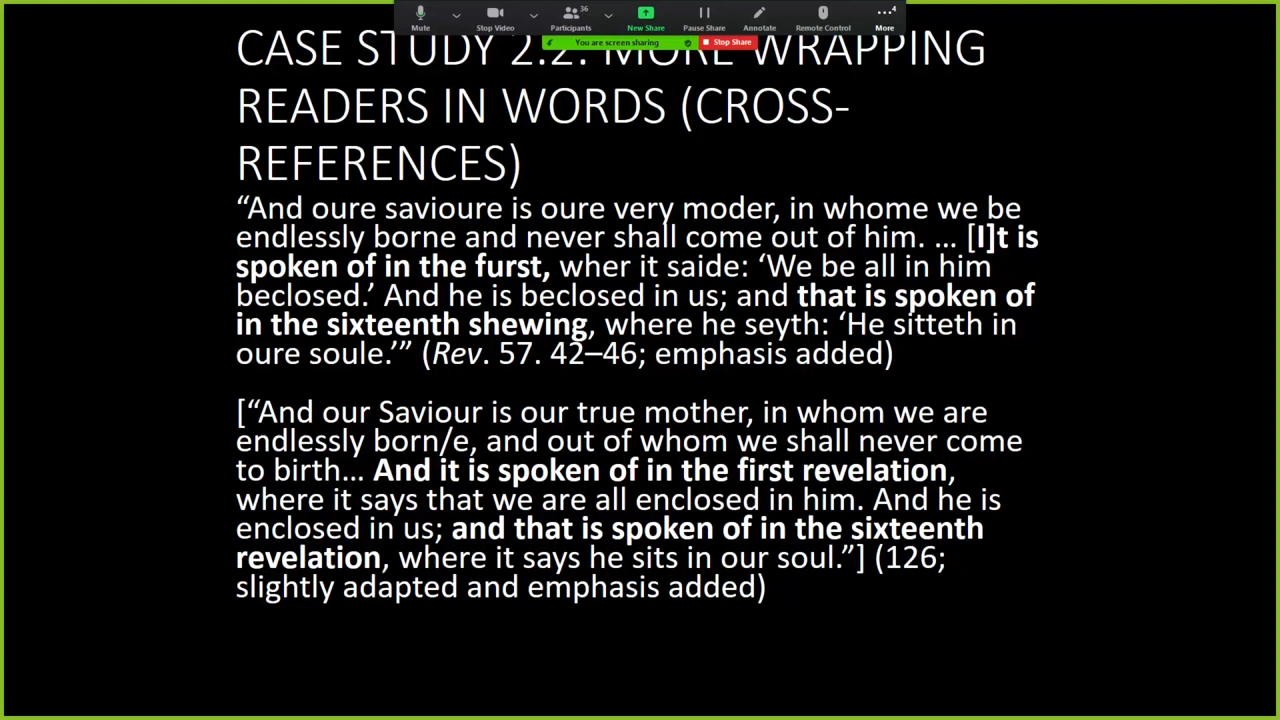 36
4
Mute
Stop Video
Participants
New Share
Pause Share
Annotate
Remote Control
More
You are screen sharing
Stop Share
CASE STUDY 2.2: MORE WRAPPING
READERS IN WORDS (CROSS-
REFERENCES)
“And oure savioure is oure very moder, in whome we be
endlessly borne and never shall come out of him. … [I]t is
spoken of in the furst, wher it saide: ‘We be all in him
beclosed.’ And he is beclosed in us; and that is spoken of
in the sixteenth shewing, where he seyth: ‘He sitteth in
oure soule.’” (Rev. 57. 42–46; emphasis added)
[“And our Saviour is our true mother, in whom we are
endlessly born/e, and out of whom we shall never come
to birth… And it is spoken of in the first revelation,
where it says that we are all enclosed in him. And he is
enclosed in us; and that is spoken of in the sixteenth
revelation, where it says he sits in our soul.”] (126;
slightly adapted and emphasis added)